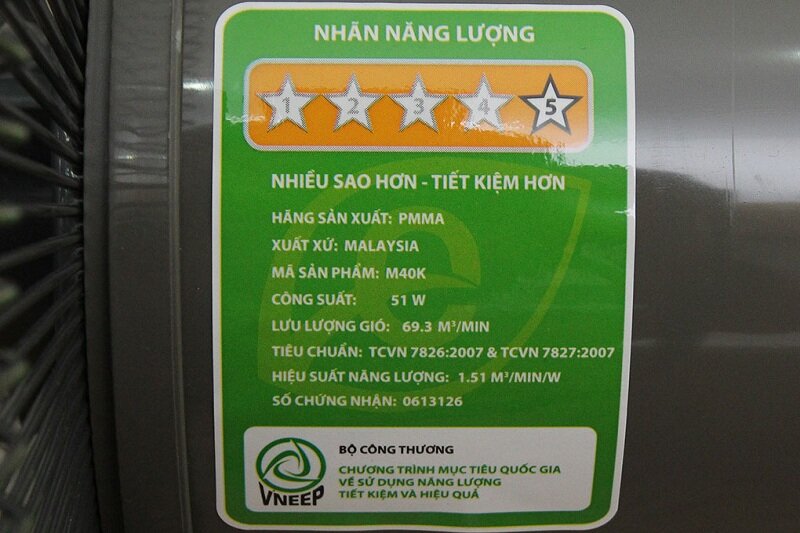 NHÃN NĂNG LƯỢNG
1 2 3 4 5
NHIỀU SAO HƠN - TIẾT KIỆM HƠN
HÃNG SẢN XUẤT: PMMA
XUẤT XỨ: MALAYSIA
MÃ SẢN PHẨM: M40K
CÔNG SUẤT: 51 W
LƯU LƯỢNG GIÓ: 69.3 M³/MIN
TIÊU CHUẨN: TCVN 7826:2007 & TCVN 7827:2007
HIỆU SUẤT NĂNG LƯỢNG: 1.51 M³/MIN/W
SỐ CHỨNG NHẬN: 0613126
BỘ CÔNG THƯƠNG
CHƯƠNG TRÌNH MỤC TIÊU QUỐC GIA
VỀ SỬ DỤNG NĂNG LƯỢNG
TIẾT KIỆM VÀ HIỆU QUẢ
VNEEP